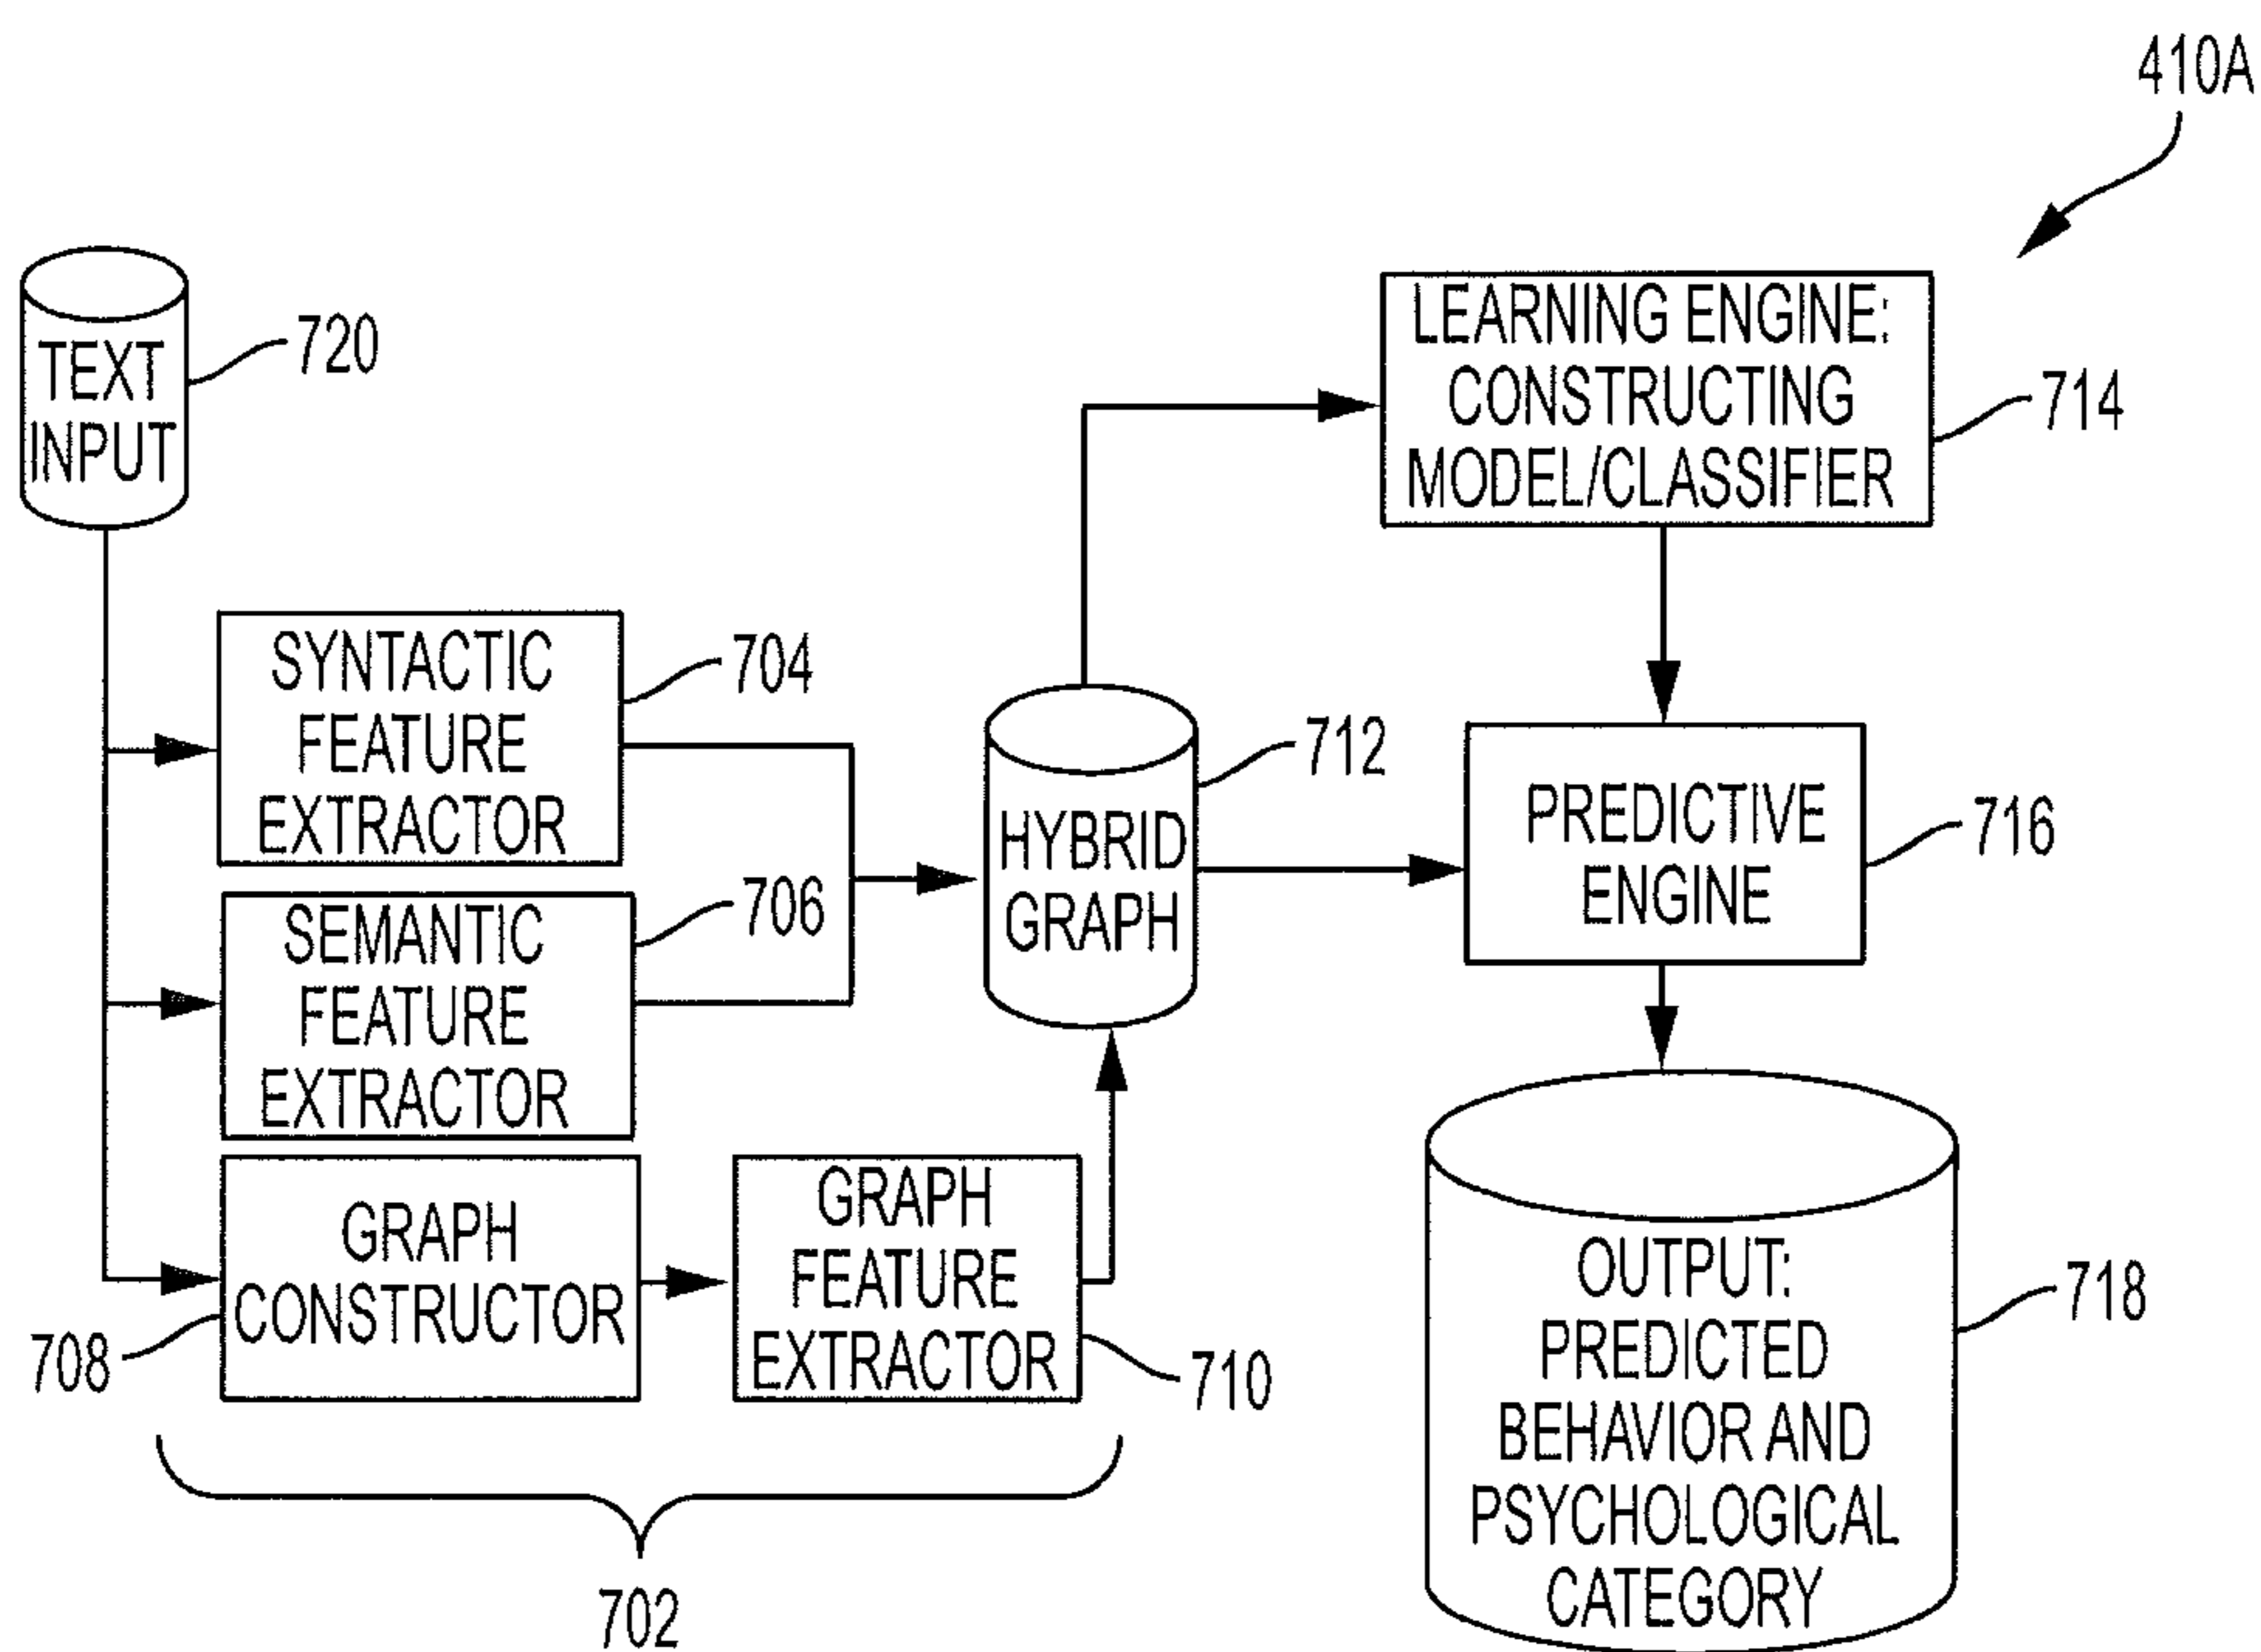 410A
TEXT
INPUT
720
LEARNING ENGINE:
CONSTRUCTING
MODEL/CLASSIFIER
714
SYNTACTIC
FEATURE
EXTRACTOR
704
SEMANTIC
FEATURE
EXTRACTOR
706
HYBRID
GRAPH
712
PREDICTIVE
ENGINE
716
GRAPH
CONSTRUCTOR
708
GRAPH
FEATURE
EXTRACTOR
710
OUTPUT:
PREDICTED
BEHAVIOR AND
PSYCHOLOGICAL
CATEGORY
718
702